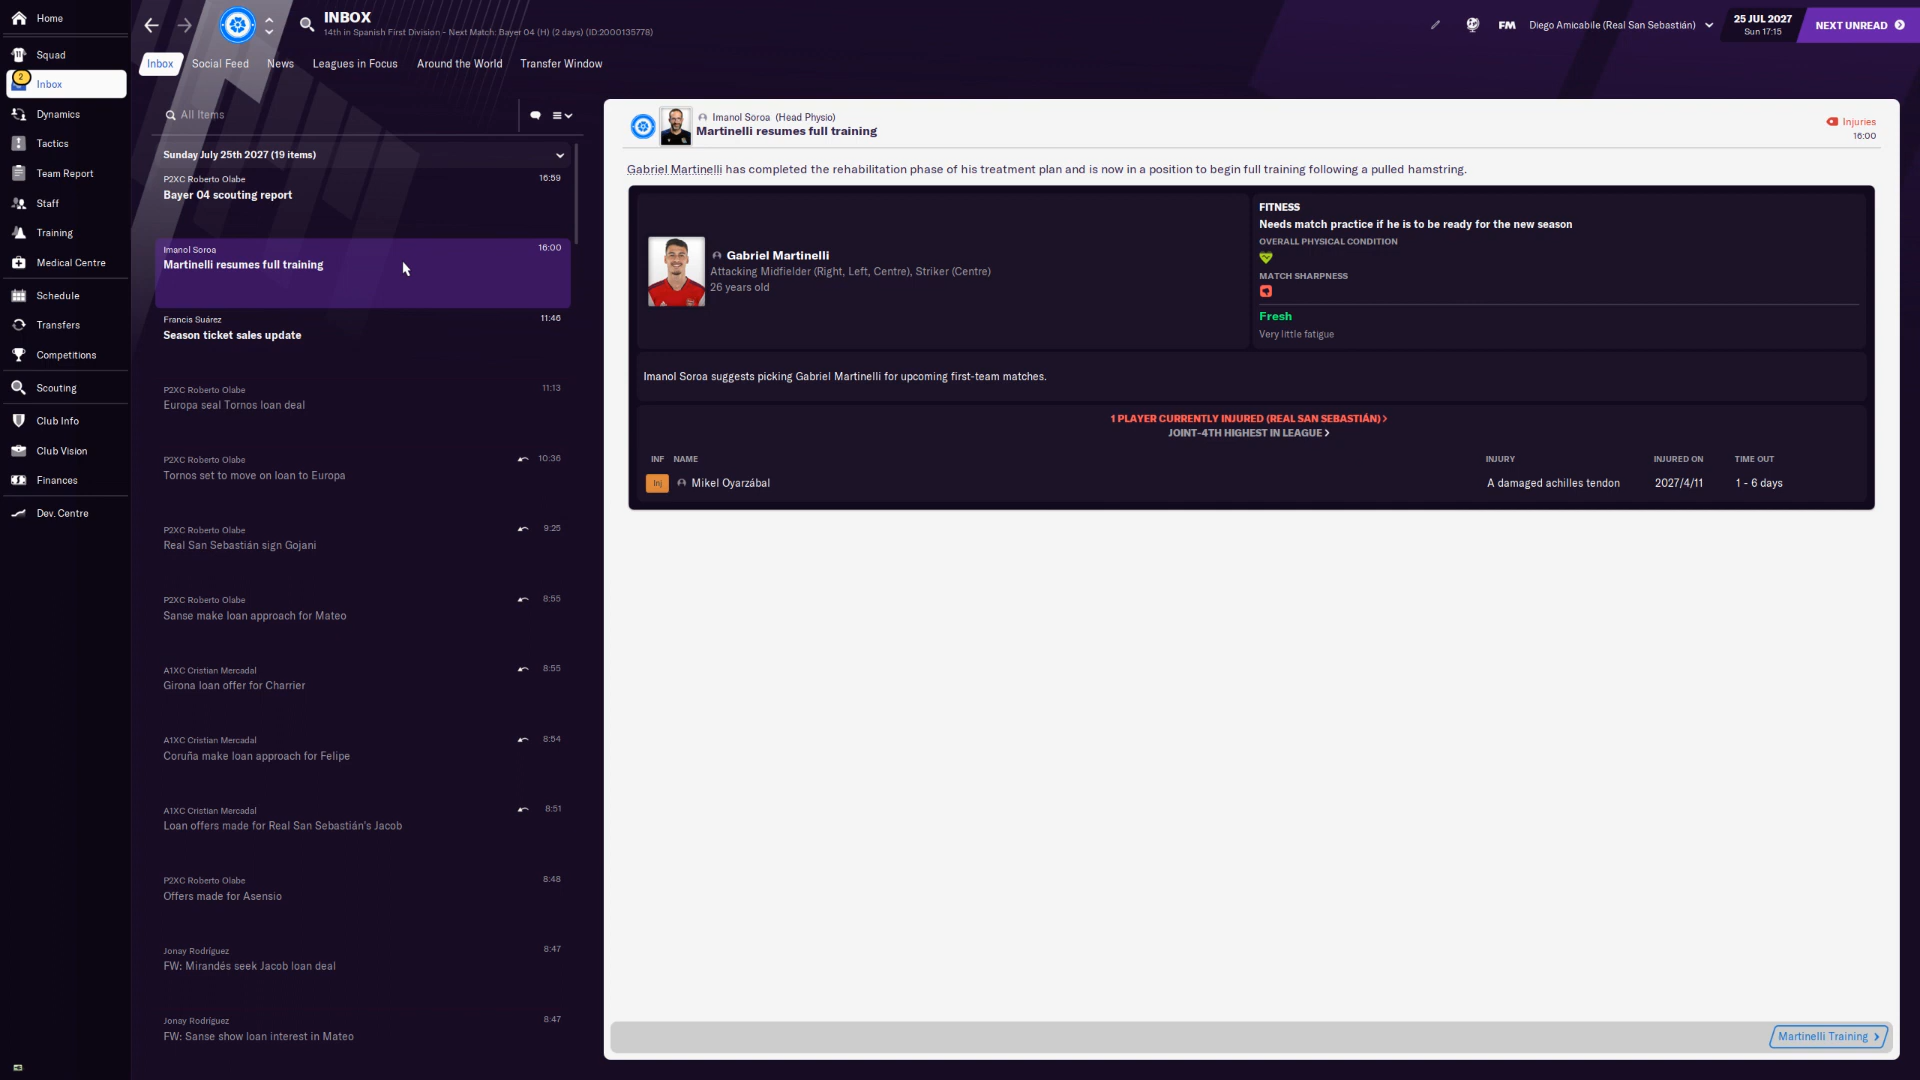 Home
Squad
2
Inbox
Dynamics
Tactics
Team Report
Staff
Training
Medical Centre
Schedule
Transfers
Competitions
Scouting
Club Info
Club Vision
Finances
Dev. Centre
INBOX
14th in Spanish First Division - Next Match: Bayer 04 (H) (2 days) (ID:2000135778)
FM
Diego Amicabile (Real San Sebastián)
25 JUL 2027
Sun 17:15
NEXT UNREAD
Inbox Social Feed News Leagues in Focus Around the World Transfer Window
All Items
Sunday July 25th 2027 (19 items)
P2XC Roberto Olabe 16:59
Bayer 04 scouting report
Imanol Soroa 16:00
Martinelli resumes full training
Francis Suárez 11:46
Season ticket sales update
P2XC Roberto Olabe 11:13
Europa seal Tornos loan deal
P2XC Roberto Olabe 10:36
Tornos set to move on loan to Europa
P2XC Roberto Olabe 9:25
Real San Sebastián sign Gojani
P2XC Roberto Olabe 8:55
Sanse make loan approach for Mateo
A1XC Cristian Mercadal 8:55
Girona loan offer for Charrier
A1XC Cristian Mercadal 8:54
Coruña make loan approach for Felipe
A1XC Cristian Mercadal 8:51
Loan offers made for Real San Sebastián's Jacob
P2XC Roberto Olabe 8:48
Offers made for Asensio
Jonay Rodríguez 8:47
FW: Mirandés seek Jacob loan deal
Jonay Rodríguez 8:47
FW: Sanse show loan interest in Mateo
Imanol Soroa (Head Physio)
Martinelli resumes full training
Injuries
16:00
Gabriel Martinelli has completed the rehabilitation phase of his treatment plan and is now in a position to begin full training following a pulled hamstring.
Gabriel Martinelli
Attacking Midfielder (Right, Left, Centre), Striker (Centre)
26 years old
FITNESS
Needs match practice if he is to be ready for the new season
OVERALL PHYSICAL CONDITION
MATCH SHARPNESS
Fresh
Very little fatigue
Imanol Soroa suggests picking Gabriel Martinelli for upcoming first-team matches.
1 PLAYER CURRENTLY INJURED (REAL SAN SEBASTIÁN) >
JOINT-4TH HIGHEST IN LEAGUE >
INF NAME INJURY INJURED ON TIME OUT
Inj Mikel Oyarzábal A damaged achilles tendon 2027/4/11 1 - 6 days
Martinelli Training >